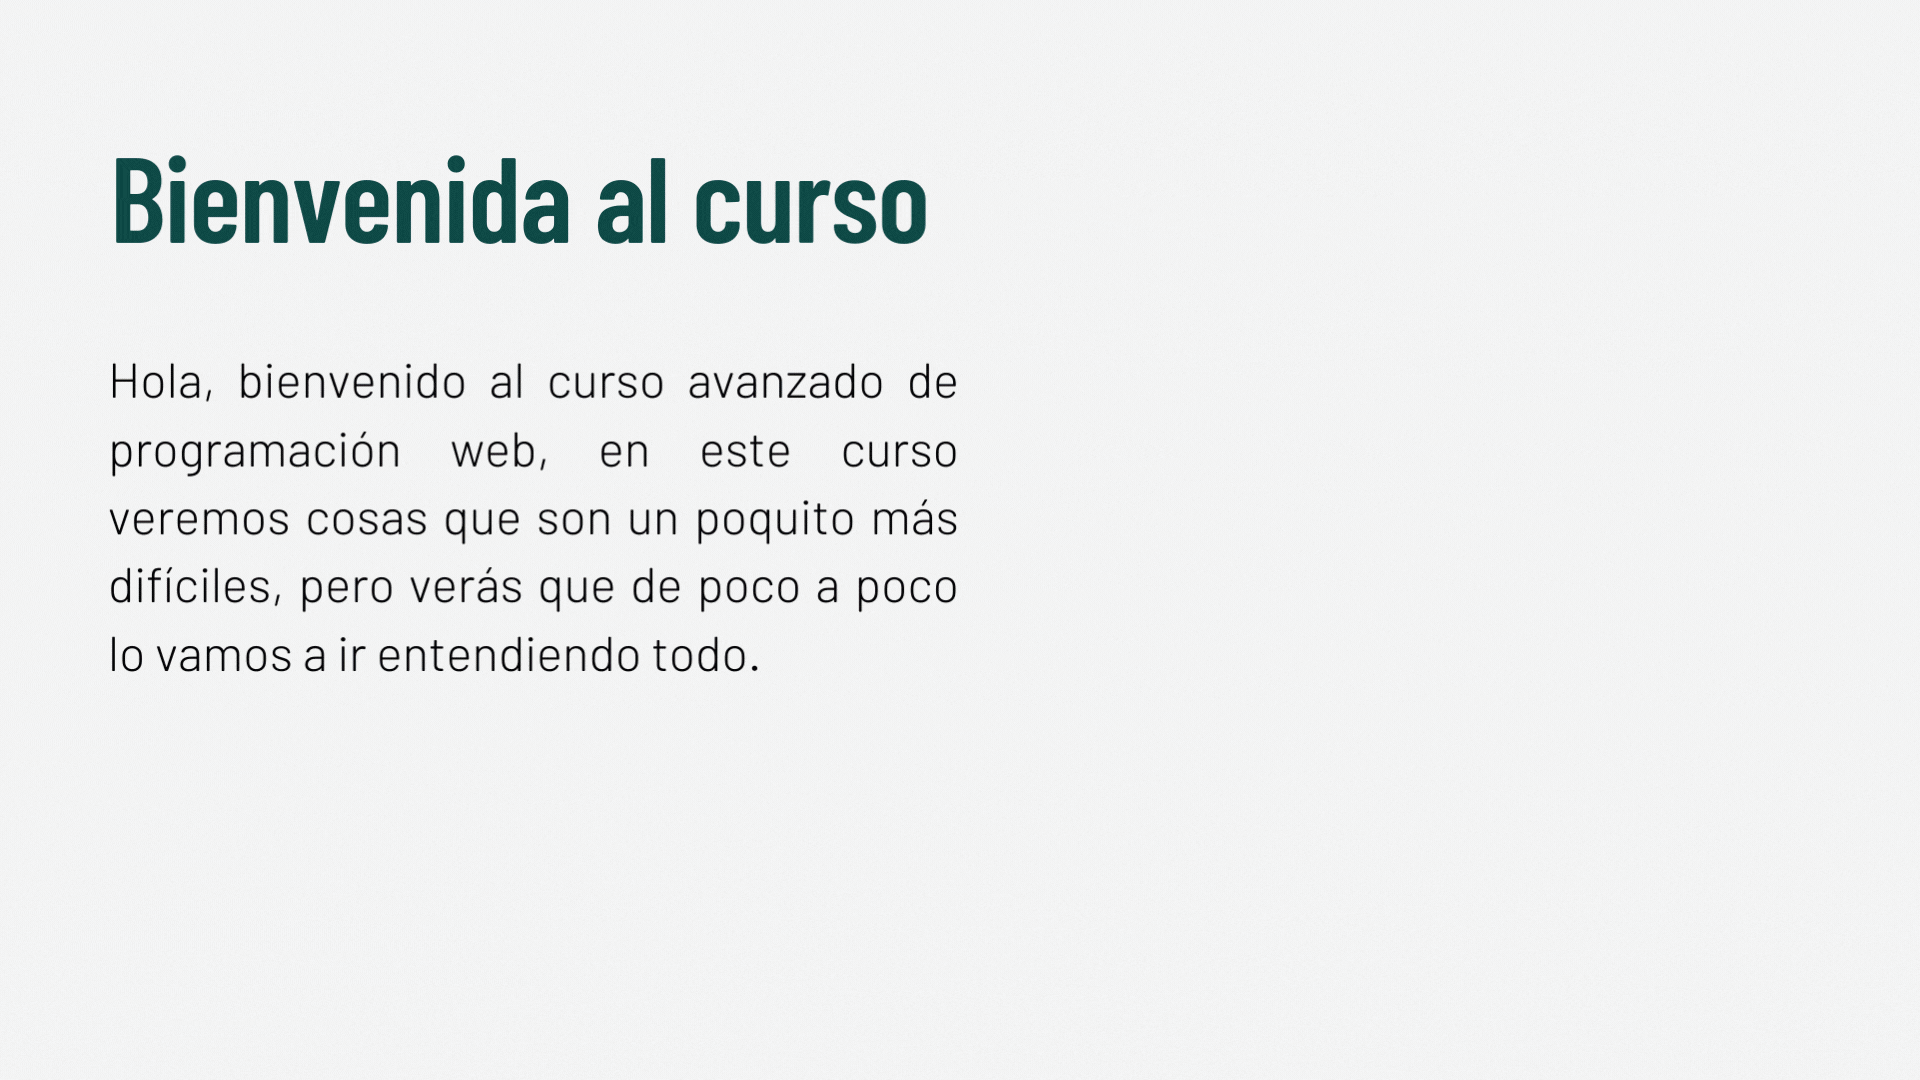 Bienvenida al curso
Hola, bienvenido al curso avanzado de
programación web, en este curso
veremos cosas que son un poquito más
difíciles, pero verás que de poco a poco
lo vamos a ir entendiendo todo.